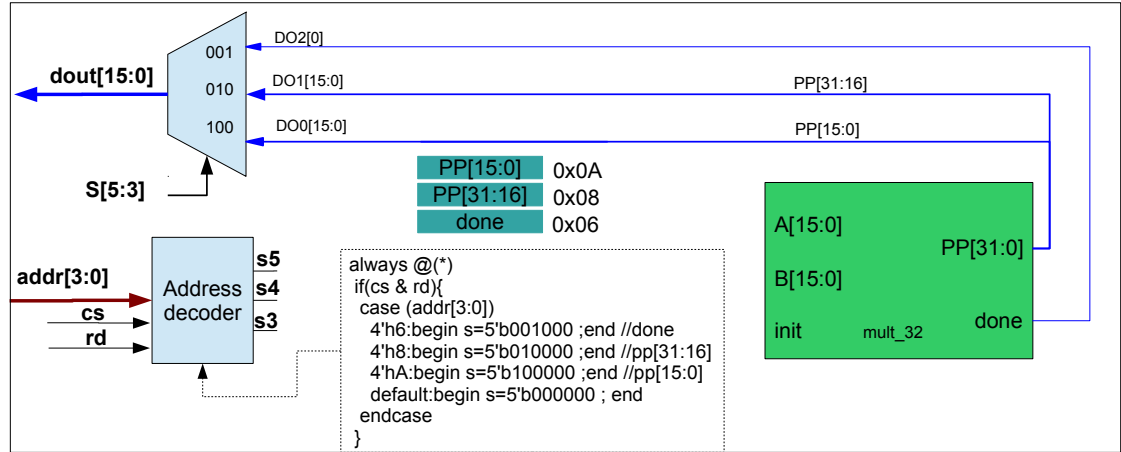 DO2[0]
001
dout[15:0]
DO1[15:0]
PP[31:16]
010
DO0[15:0]
PP[15:0]
100
S[5:3]
PP[15:0] 0x0A
PP[31:16] 0x08
done 0x06
A[15:0]
PP[31:0]
B[15:0]
init
mult_32
done
addr[3:0]
cs
rd
Address
decoder
s5
s4
s3
always @(*)
if(cs & rd){
case (addr[3:0])
4'h6:begin s=5'b001000 ;end //done
4'h8:begin s=5'b010000 ;end //pp[31:16]
4'hA:begin s=5'b100000 ;end //pp[15:0]
default:begin s=5'b000000 ; end
endcase
}